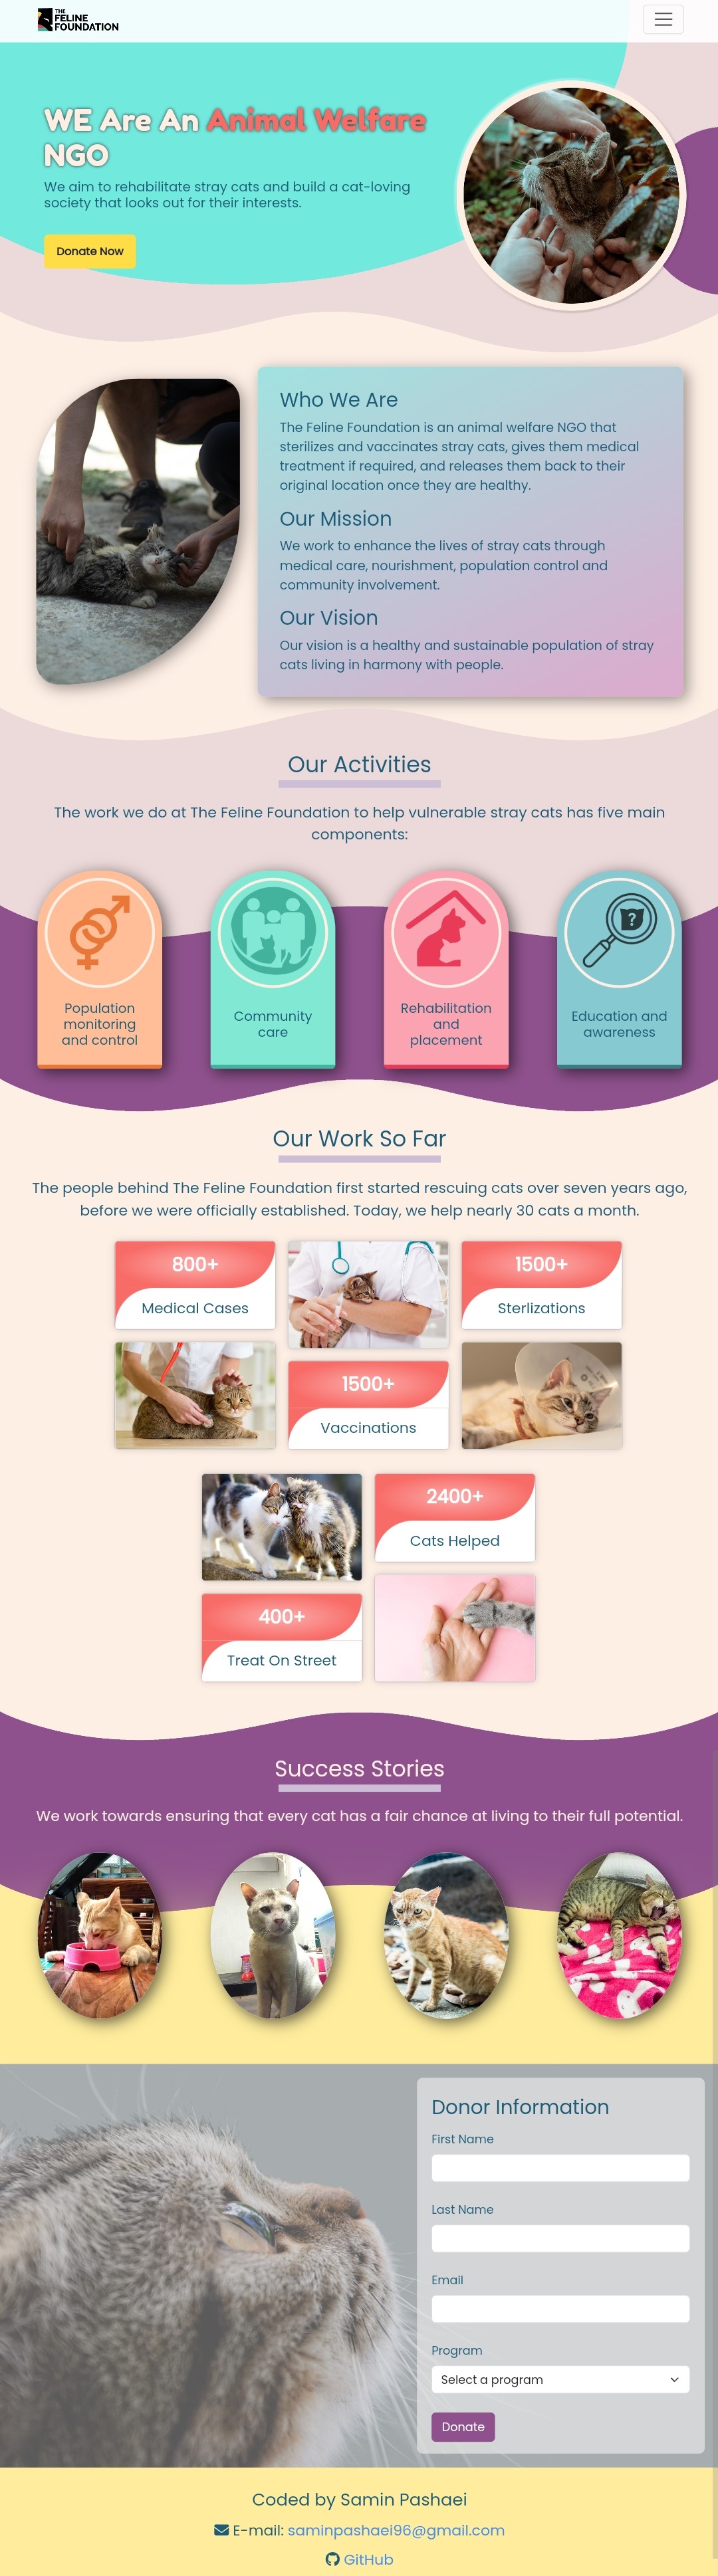 THE
FELINE
FOUNDATION
WE Are An Animal Welfare
NGO
We aim to rehabilitate stray cats and build a cat-loving
society that looks out for their interests.
Donate Now
Who We Are
The Feline Foundation is an animal welfare NGO that
sterilizes and vaccinates stray cats, gives them medical
treatment if required, and releases them back to their
original location once they are healthy.
Our Mission
We work to enhance the lives of stray cats through
medical care, nourishment, population control and
community involvement.
Our Vision
Our vision is a healthy and sustainable population of stray
cats living in harmony with people.
Our Activities
The work we do at The Feline Foundation to help vulnerable stray cats has five main
components:
Population
monitoring
and control
Community
care
Rehabilitation
and
placement
?
Education and
awareness
Our Work So Far
The people behind The Feline Foundation first started rescuing cats over seven years ago,
before we were officially established. Today, we help nearly 30 cats a month.
800+
Medical Cases
1500+
Vaccinations
1500+
Sterlizations
400+
Treat On Street
2400+
Cats Helped
Success Stories
We work towards ensuring that every cat has a fair chance at living to their full potential.
Donor Information
First Name
Last Name
Email
Program
Select a program
Donate
Coded by Samin Pashaei
E-mail: saminpashaei96@gmail.com
GitHub